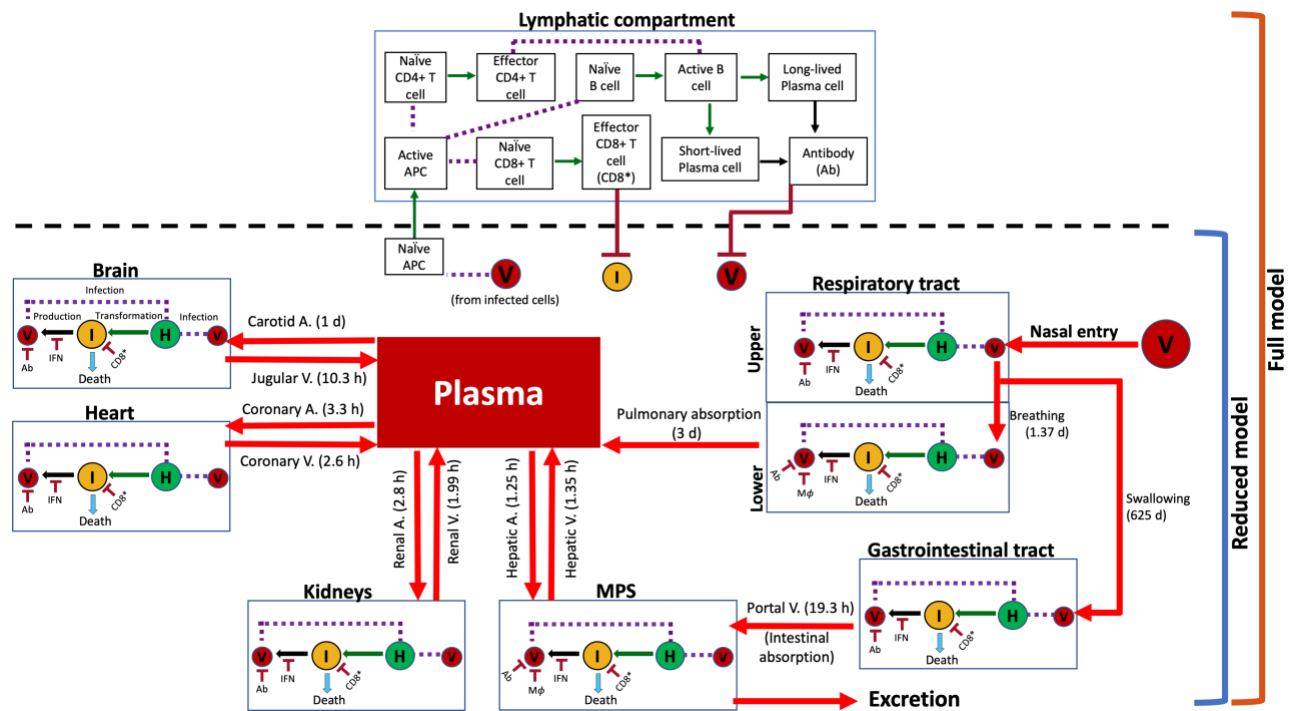 Lymphatic compartment
Naïve
CD4+ T
cell
Effector
CD4+ T
cell
Naïve
B cell
Active B
cell
Long-lived
Plasma cell
Active
APC
Naïve
CD8+ T
cell
Effector
CD8+ T
cell
(CD8*)
Short-lived
Plasma cell
Antibody
(Ab)
Naïve
APC
V
(from infected cells)
I
V
Full model
Reduced model
Brain
Infection
Production
Transformation
Infection
V
I
H
V
Ab
IFN
CD8*
Death
Carotid A. (1 d)
Jugular V. (10.3 h)
Heart
V
I
H
V
Ab
IFN
CD8*
Death
Coronary A. (3.3 h)
Coronary V. (2.6 h)
Plasma
Pulmonary absorption
(3 d)
Respiratory tract
Upper
V
I
H
V
Ab
IFN
CD8*
Death
Nasal entry
V
Breathing
(1.37 d)
Lower
V
I
H
V
Ab
Mϕ
IFN
CD8*
Death
Swallowing
(625 d)
Renal A. (2.8 h)
Renal V. (1.99 h)
Hepatic A. (1.25 h)
Hepatic V. (1.35 h)
Kidneys
V
I
H
V
Ab
IFN
CD8*
Death
MPS
V
I
H
V
Ab
Mϕ
IFN
CD8*
Death
Portal V. (19.3 h)
(Intestinal
absorption)
Gastrointestinal tract
V
I
H
V
Ab
IFN
CD8*
Death
Excretion